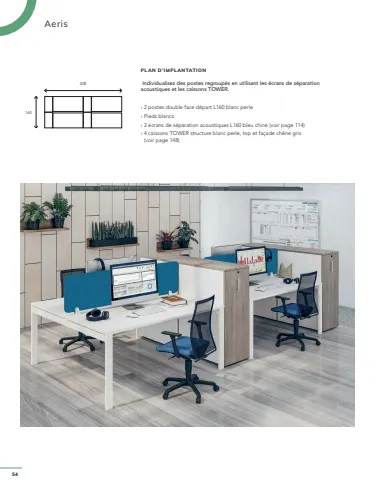 Aeris
PLAN D'IMPLANTATION
Individualisez des postes regroupés en utilisant les écrans de séparation
acoustiques et les caissons TOWER.
› 2 postes double face départ L160 blanc perle
› Pieds blancs
› 2 écrans de séparation acoustiques L160 bleu chiné (voir page 114)
› 4 caissons TOWER structure blanc perle, top et façade chêne gris
(voir page 148)
54